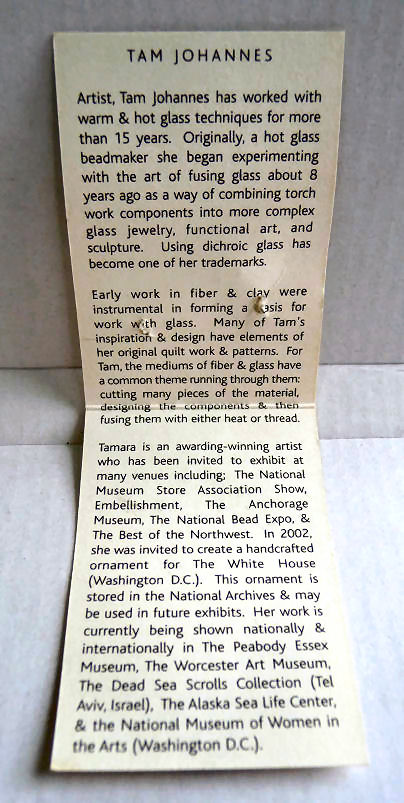 TAM JOHANNES
Artist, Tam Johannes has worked with
warm & hot glass techniques for more
than 15 years. Originally, a hot glass
beadmaker she began experimenting
with the art of fusing glass about 8
years ago as a way of combining torch
work components into more complex
glass jewelry, functional art, and
sculpture. Using dichroic glass has
become one of her trademarks.
Early work in fiber & clay were
instrumental in forming a basis for
work with glass. Many of Tam's
inspiration & design have elements of
her original quilt work & patterns. For
Tam, the mediums of fiber & glass have
a common theme running through them:
cutting many pieces of the material,
designing the components & then
fusing them with either heat or thread.
Tamara is an awarding-winning artist
who has been invited to exhibit at
many venues including; The National
Museum Store Association Show,
Embellishment, The Anchorage
Museum, The National Bead Expo, &
The Best of the Northwest. In 2002,
she was invited to create a handcrafted
ornament for The White House
(Washington D.C.). This ornament is
stored in the National Archives & may
be used in future exhibits. Her work is
currently being shown nationally &
internationally in The Peabody Essex
Museum, The Worcester Art Museum,
The Dead Sea Scrolls Collection (Tel
Aviv, Israel), The Alaska Sea Life Center,
& the National Museum of Women in
the Arts (Washington D.C.).